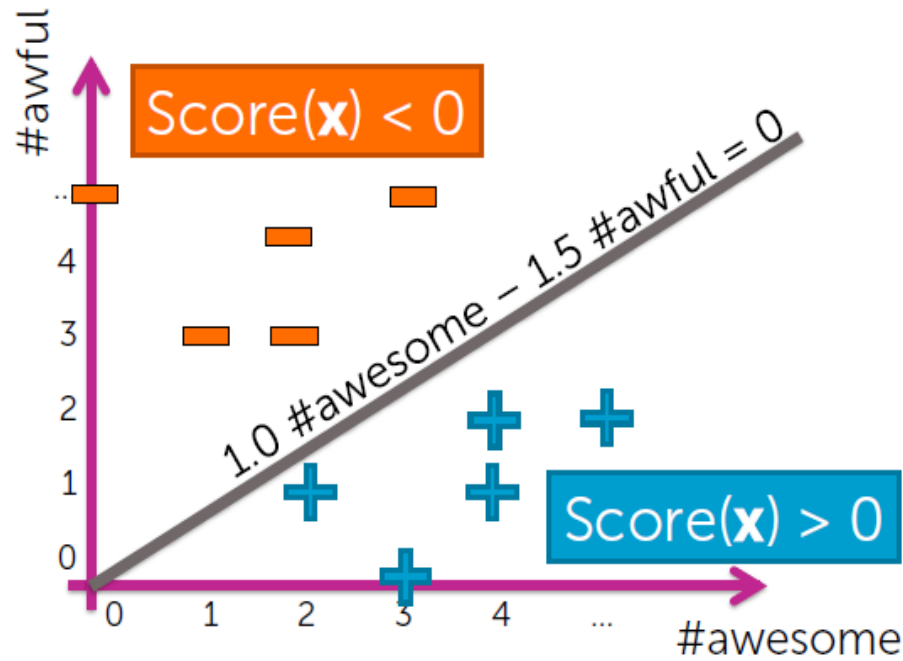 #awful
Score(x) < 0
1.0 #awesome – 1.5 #awful = 0
..
4
3
2
1
0
Score(x) > 0
0 1 2 3 4 ...
#awesome